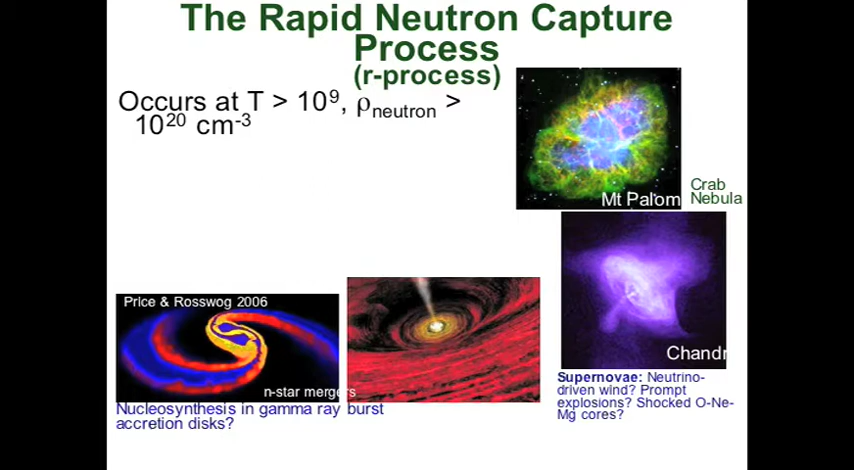 The Rapid Neutron Capture
Process
(r-process)
Occurs at T > 10⁹, ρneutron >
10²⁰ cm⁻³
Mt Palom
Crab
Nebula
Price & Rosswog 2006
n-star mergers
Chandr
Nucleosynthesis in gamma ray burst
accretion disks?
Supernovae: Neutrino-
driven wind? Prompt
explosions? Shocked O-Ne-
Mg cores?